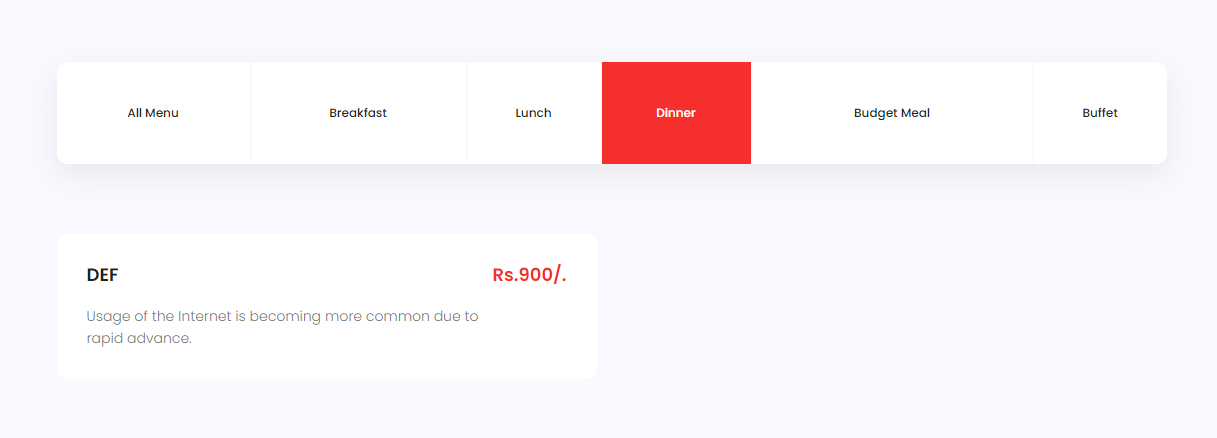 All Menu
Breakfast
Lunch
Dinner
Budget Meal
Buffet
DEF
Rs.900/.
Usage of the Internet is becoming more common due to
rapid advance.